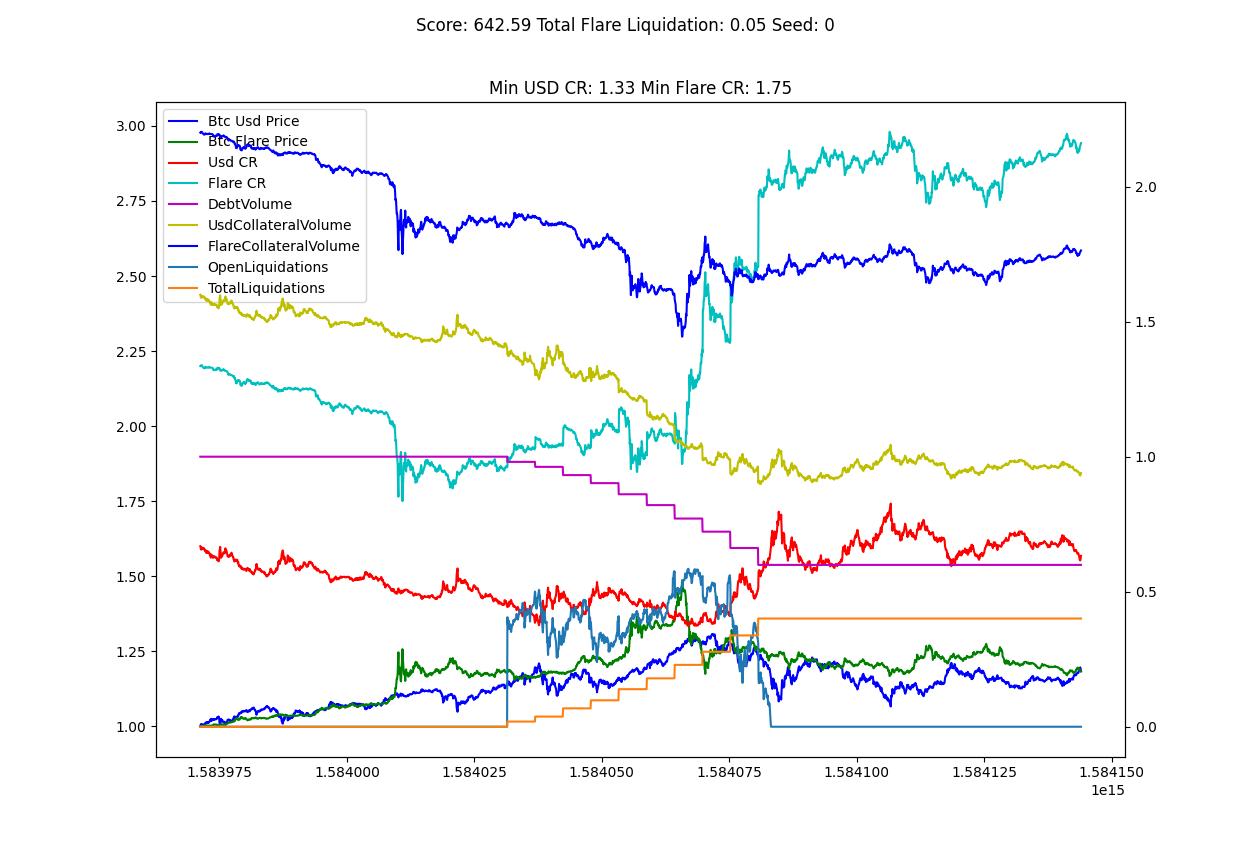 Score: 642.59 Total Flare Liquidation: 0.05 Seed: 0
Min USD CR: 1.33 Min Flare CR: 1.75
Btc Usd Price
Btc Flare Price
Usd CR
Flare CR
DebtVolume
UsdCollateralVolume
FlareCollateralVolume
OpenLiquidations
TotalLiquidations
3.00
2.75
2.50
2.25
2.00
1.75
1.50
1.25
1.00
2.0
1.5
1.0
0.5
0.0
1.583975 1.584000 1.584025 1.584050 1.584075 1.584100 1.584125 1.584150
1e15